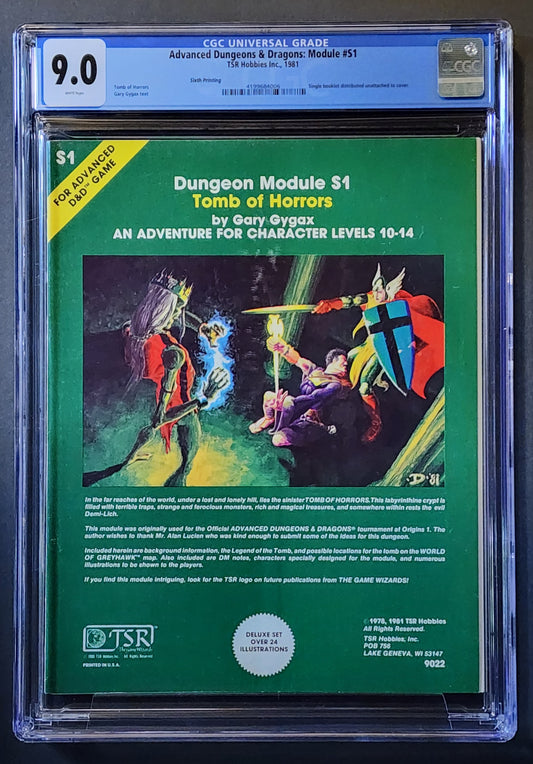 CGC UNIVERSAL GRADE
9.0
WHITE Pages
Advanced Dungeons & Dragons: Module #S1
TSR Hobbies Inc., 1981
Sixth Printing
Tomb of Horrors
Gary Gygax text
4199684006
Single booklet distributed unattached to cover.
CGC
S1
FOR ADVANCED
D&D™ GAME
Dungeon Module S1
Tomb of Horrors
by Gary Gygax
AN ADVENTURE FOR CHARACTER LEVELS 10-14
D '81
In the far reaches of the world, under a lost and lonely hill, lies the sinister TOMB OF HORRORS. This labyrinthine crypt is
filled with terrible traps, strange and ferocious monsters, rich and magical treasures, and somewhere within rests the evil
Demi-Lich.
This module was originally used for the Official ADVANCED DUNGEONS & DRAGONS® tournament at Origins 1. The
author wishes to thank Mr. Alan Lucien who was kind enough to submit some of the ideas for this dungeon.
Included herein are background information, the Legend of the Tomb, and possible locations for the tomb on the WORLD
OF GREYHAWK™ map. Also included are DM notes, characters specially designed for the module, and numerous
illustrations to be shown to the players.
If you find this module intriguing, look for the TSR logo on future publications from THE GAME WIZARDS!
TSR
The Game Wizards
PRINTED IN U.S.A.
DELUXE SET
OVER 24
ILLUSTRATIONS
© 1978, 1981 TSR Hobbies
All Rights Reserved.
TSR Hobbies, Inc.
POB 756
LAKE GENEVA, WI 53147
9022